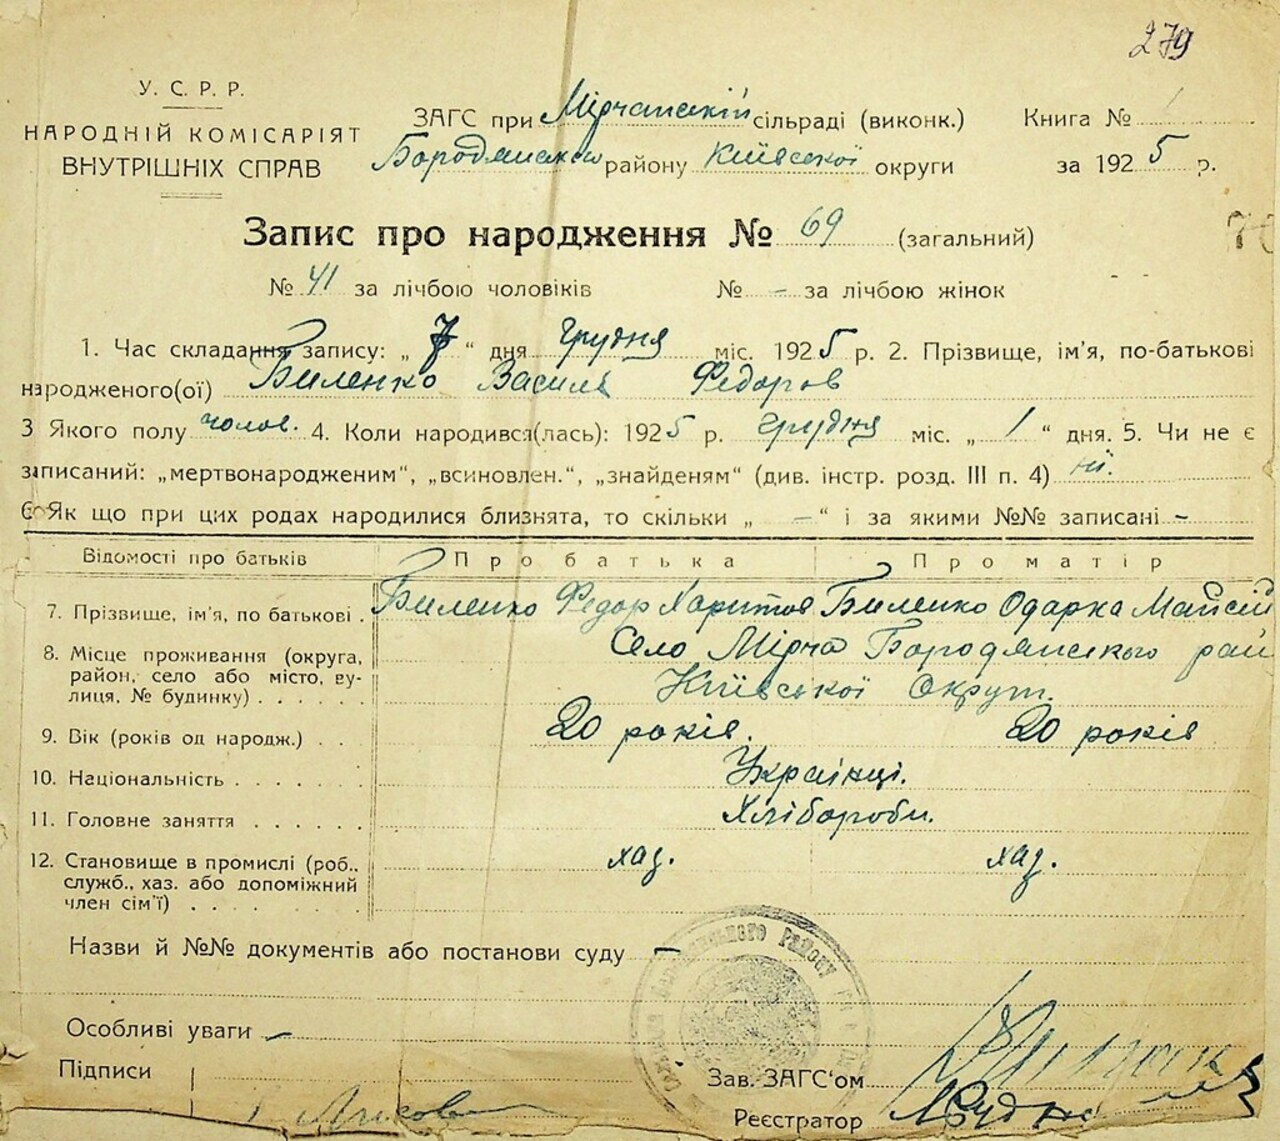 279
У. С. Р. Р.
НАРОДНІЙ КОМІСАРІЯТ
ВНУТРІШНІХ СПРАВ
ЗАГС при Мірчанській сільраді (виконк.) Книга №
Бородянсько району Київської округи за 1925 р.
Запис про народження № 69 (загальний)
№ 41 за лічбою чоловіків № - за лічбою жінок
1. Час складання запису: „ 7 “ дня Грудня міс. 1925 р. 2. Прізвище, ім'я, по-батькові
народженого(ої) Биленко Василь Федоров
3 Якого полу чолов. 4. Коли народився(лась): 1925 р. Грудня міс. „ 1 “ дня. 5. Чи не є
записаний: „мертвонародженим“, „всиновлен.“, „знайденям“ (див. інстр. розд. III п. 4) ні.
6. Як що при цих родах народилися близнята, то скільки „ — “ і за якими №№ записані -
Відомості про батьків Про батька Про матір
7. Прізвище, ім'я, по батькові . Биленко Федор Харитов Биленко Одарка Майсій
8. Місце проживання (округа, район, село або місто, вулиця, № будинку) . . . . . . Село Мірча Бородянсько рай
Київської Округи.
9. Вік (років од народж.) . . 20 років. 20 років
10. Національність . . . . . . . Українці.
11. Головне заняття . . . . . . Хлібороби.
12. Становище в промислі (роб., служб., хаз. або допоміжний член сім'ї) . . . . . хаз. хаз.
Назви й №№ документів або постанови суду —
Особливі уваги —
Підписи
Зав. ЗАГС'ом
Реєстратор
РАЙОНУ